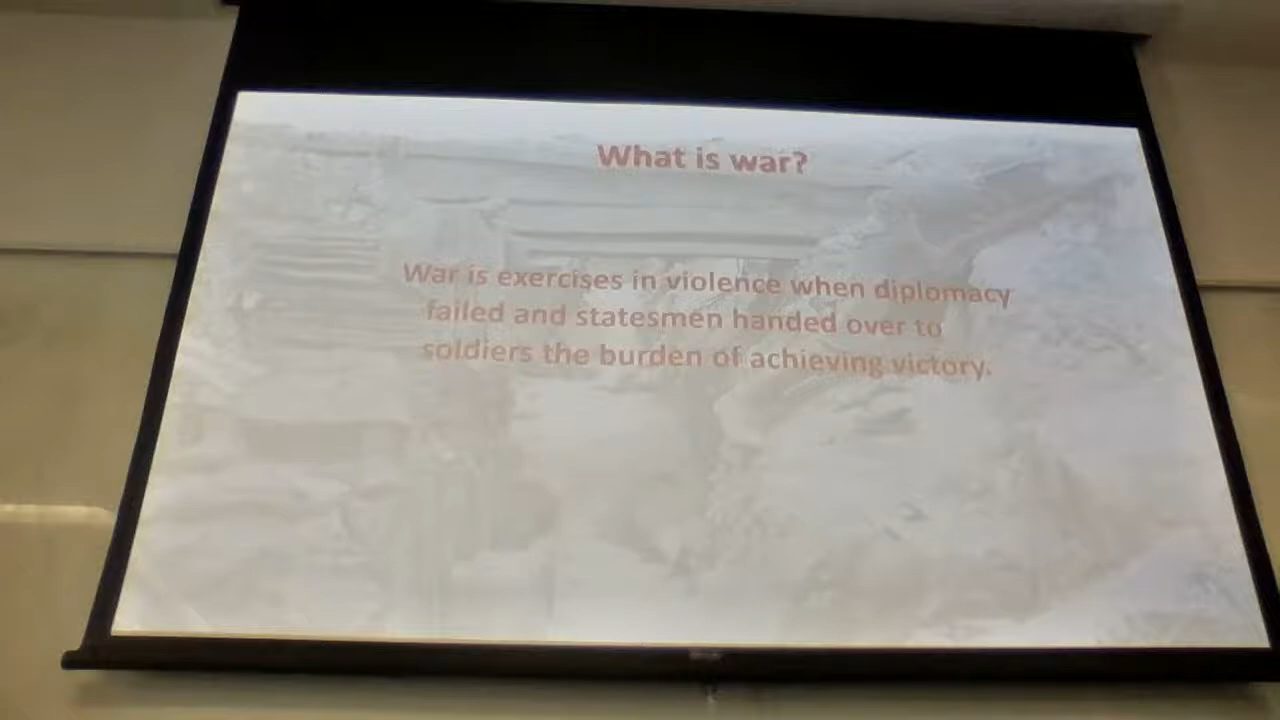 What is war?
War is exercises in violence when diplomacy
failed and statesmen handed over to
soldiers the burden of achieving victory.